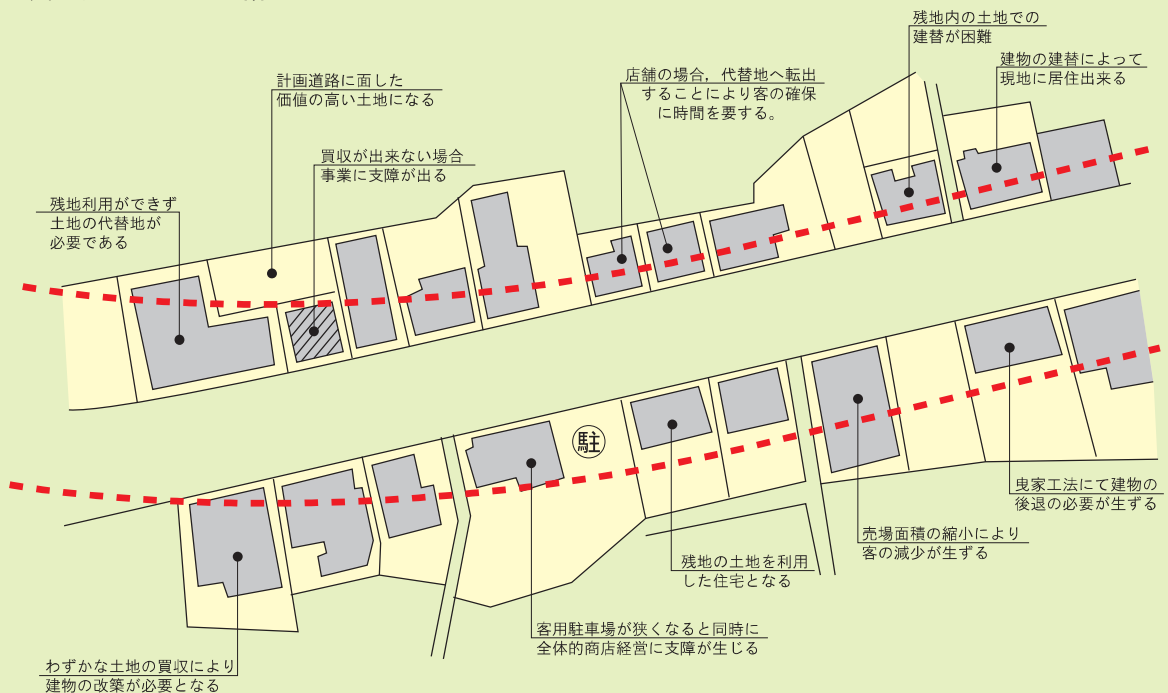 残地内の土地での
建替が困難
建物の建替によって
現地に居住出来る
店舗の場合，代替地へ転出
することにより客の確保
に時間を要する。
計画道路に面した
価値の高い土地になる
買収が出来ない場合
事業に支障が出る
残地利用ができず
土地の代替地が
必要である
駐
曳家工法にて建物の
後退の必要が生ずる
売場面積の縮小により
客の減少が生ずる
残地の土地を利用
した住宅となる
客用駐車場が狭くなると同時に
全体的商店経営に支障が生じる
わずかな土地の買収により
建物の改築が必要となる